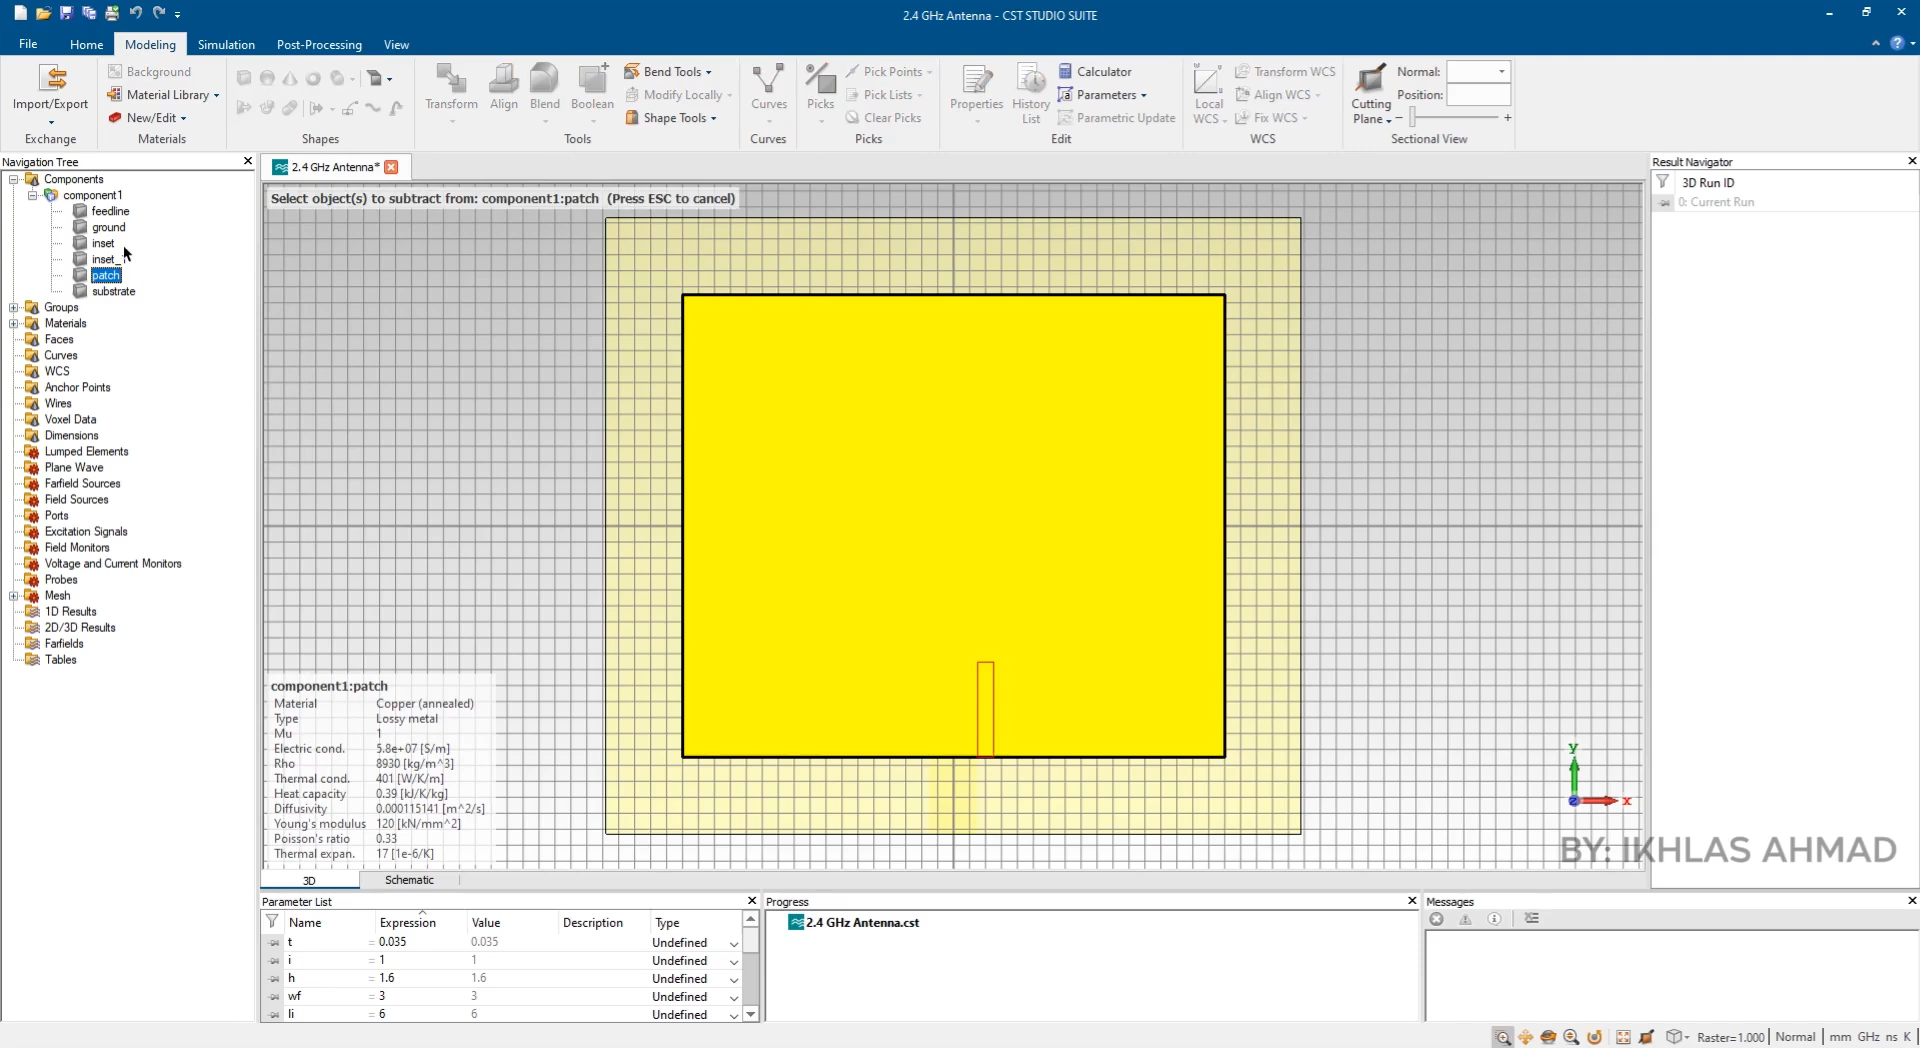 2.4 GHz Antenna - CST STUDIO SUITE
File Home Modeling Simulation Post-Processing View
Import/Export
Exchange
Background
Material Library
New/Edit
Materials
Shapes
Transform
Align
Blend
Boolean
Bend Tools
Modify Locally
Shape Tools
Tools
Curves
Curves
Picks
Pick Points
Pick Lists
Clear Picks
Picks
Properties
History List
Calculator
Parameters
Parametric Update
Edit
Local WCS
Transform WCS
Align WCS
Fix WCS
WCS
Cutting Plane
Normal:
Position:
Sectional View
Navigation Tree
Components
component1
feedline
ground
inset
inset_
patch
substrate
Groups
Materials
Faces
Curves
WCS
Anchor Points
Wires
Voxel Data
Dimensions
Lumped Elements
Plane Wave
Farfield Sources
Field Sources
Ports
Excitation Signals
Field Monitors
Voltage and Current Monitors
Probes
Mesh
1D Results
2D/3D Results
Farfields
Tables
2.4 GHz Antenna*
Select object(s) to subtract from: component1:patch (Press ESC to cancel)
component1:patch
Material Copper (annealed)
Type Lossy metal
Mu 1
Electric cond. 5.8e+07 [S/m]
Rho 8930 [kg/m^3]
Thermal cond. 401 [W/K/m]
Heat capacity 0.39 [kJ/K/kg]
Diffusivity 0.000115141 [m^2/s]
Young's modulus 120 [kN/mm^2]
Poisson's ratio 0.33
Thermal expan. 17 [1e-6/K]
y
z
x
BY: IKHLAS AHMAD
3D Schematic
Result Navigator
3D Run ID
0: Current Run
Parameter List
Name Expression Value Description Type
t = 0.035 0.035 Undefined
i = 1 1 Undefined
h = 1.6 1.6 Undefined
wf = 3 3 Undefined
li = 6 6 Undefined
Progress
2.4 GHz Antenna.cst
Messages
Raster=1.000 Normal mm GHz ns K